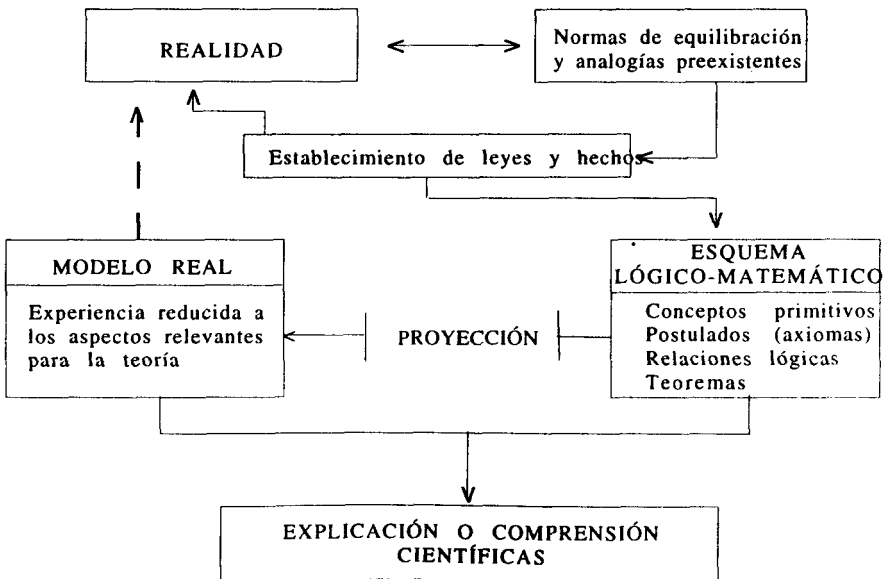 REALIDAD
Normas de equilibración
y analogías preexistentes
Establecimiento de leyes y hechos
MODELO REAL
Experiencia reducida a
los aspectos relevantes
para la teoría
PROYECCIÓN
ESQUEMA
LÓGICO-MATEMÁTICO
Conceptos primitivos
Postulados (axiomas)
Relaciones lógicas
Teoremas
EXPLICACIÓN O COMPRENSIÓN
CIENTÍFICAS